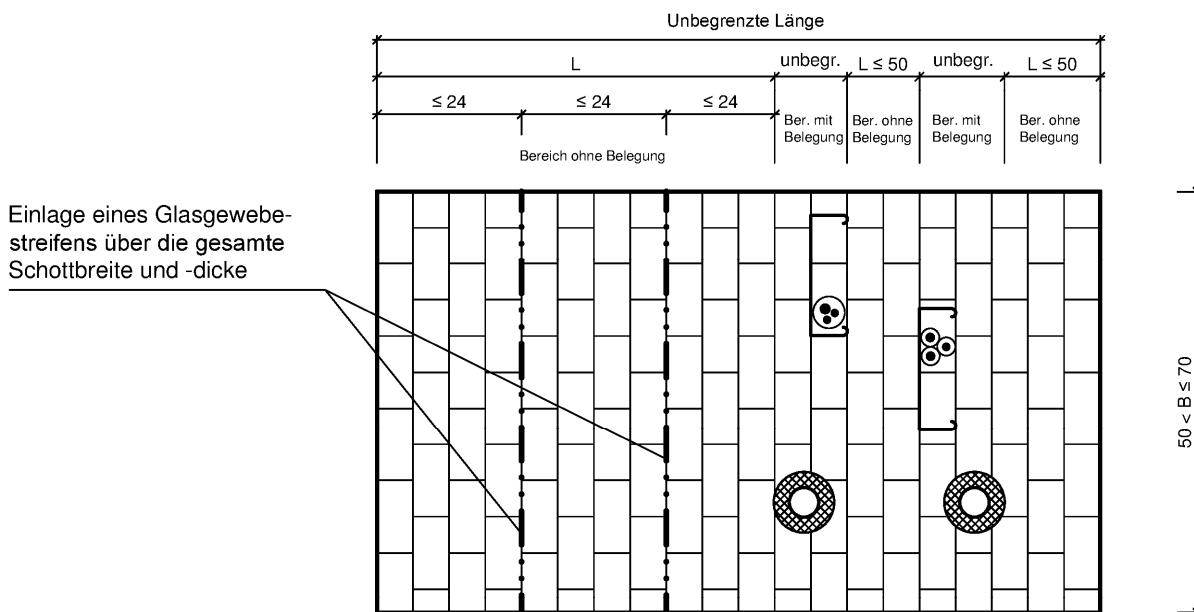 Unbegrenzte Länge
L
unbegr.
L ≤ 50
unbegr.
L ≤ 50
≤ 24
≤ 24
≤ 24
Ber. mit
Belegung
Ber. ohne
Belegung
Ber. mit
Belegung
Ber. ohne
Belegung
Bereich ohne Belegung
Einlage eines Glasgewebe-
streifens über die gesamte
Schottbreite und -dicke
50 < B ≤ 70